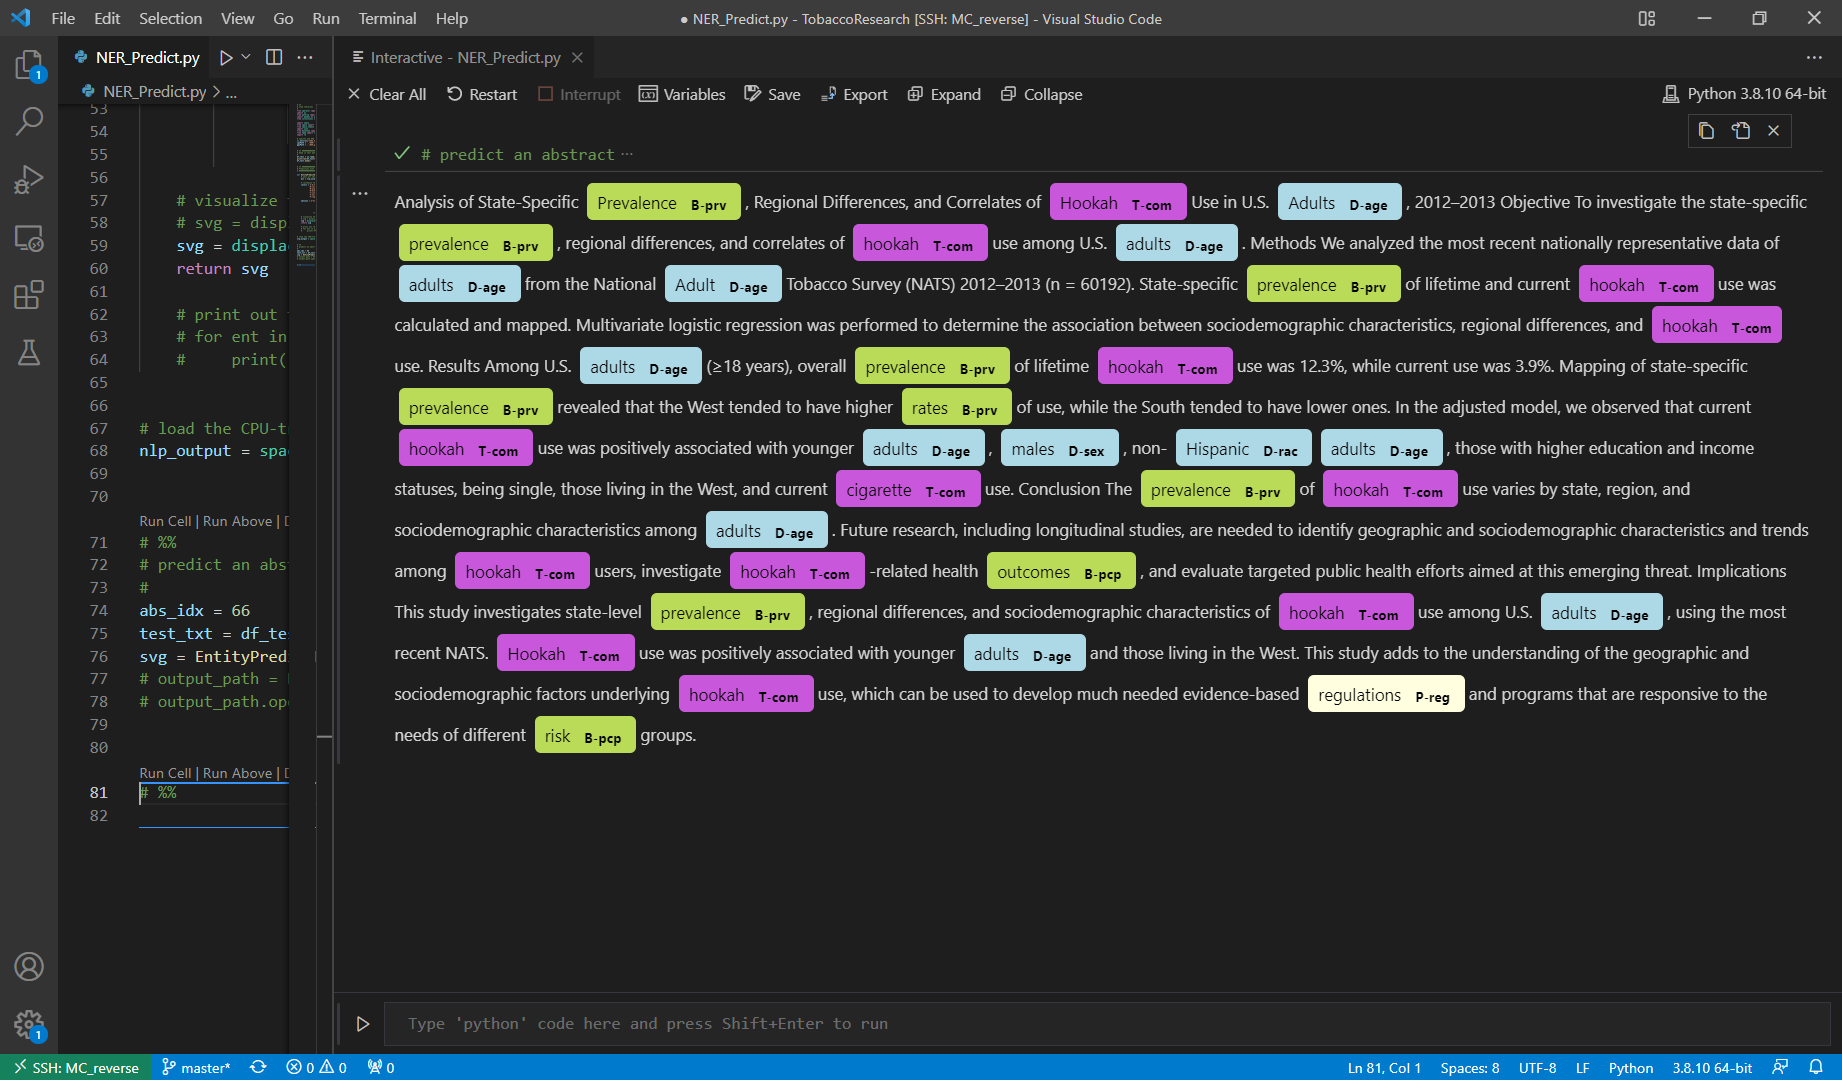 File Edit Selection View Go Run Terminal Help
● NER_Predict.py - TobaccoResearch [SSH: MC_reverse] - Visual Studio Code
NER_Predict.py
Interactive - NER_Predict.py
NER_Predict.py > ...
Clear All Restart Interrupt Variables Save Export Expand Collapse
Python 3.8.10 64-bit
1
53
54
55
56
57 # visualize
58 # svg = disp
59 svg = displa
60 return svg
61
62 # print out
63 # for ent in
64 # print(
65
66
67 # load the CPU-t
68 nlp_output = spa
69
70
Run Cell | Run Above |
71 # %%
72 # predict an abs
73 #
74 abs_idx = 66
75 test_txt = df_te
76 svg = EntityPred
77 # output_path =
78 # output_path.op
79
80
Run Cell | Run Above |
81 # %%
82
# predict an abstract ...
Analysis of State-Specific Prevalence B-prv , Regional Differences, and Correlates of Hookah T-com Use in U.S. Adults D-age , 2012–2013 Objective To investigate the state-specific
prevalence B-prv , regional differences, and correlates of hookah T-com use among U.S. adults D-age . Methods We analyzed the most recent nationally representative data of
adults D-age from the National Adult D-age Tobacco Survey (NATS) 2012–2013 (n = 60192). State-specific prevalence B-prv of lifetime and current hookah T-com use was
calculated and mapped. Multivariate logistic regression was performed to determine the association between sociodemographic characteristics, regional differences, and hookah T-com
use. Results Among U.S. adults D-age (≥18 years), overall prevalence B-prv of lifetime hookah T-com use was 12.3%, while current use was 3.9%. Mapping of state-specific
prevalence B-prv revealed that the West tended to have higher rates B-prv of use, while the South tended to have lower ones. In the adjusted model, we observed that current
hookah T-com use was positively associated with younger adults D-age , males D-sex , non- Hispanic D-rac adults D-age , those with higher education and income
statuses, being single, those living in the West, and current cigarette T-com use. Conclusion The prevalence B-prv of hookah T-com use varies by state, region, and
sociodemographic characteristics among adults D-age . Future research, including longitudinal studies, are needed to identify geographic and sociodemographic characteristics and trends
among hookah T-com users, investigate hookah T-com -related health outcomes B-pcp , and evaluate targeted public health efforts aimed at this emerging threat. Implications
This study investigates state-level prevalence B-prv , regional differences, and sociodemographic characteristics of hookah T-com use among U.S. adults D-age , using the most
recent NATS. Hookah T-com use was positively associated with younger adults D-age and those living in the West. This study adds to the understanding of the geographic and
sociodemographic factors underlying hookah T-com use, which can be used to develop much needed evidence-based regulations P-reg and programs that are responsive to the
needs of different risk B-pcp groups.
Type 'python' code here and press Shift+Enter to run
1
SSH: MC_reverse master* 0 0 0
Ln 81, Col 1 Spaces: 8 UTF-8 LF Python 3.8.10 64-bit